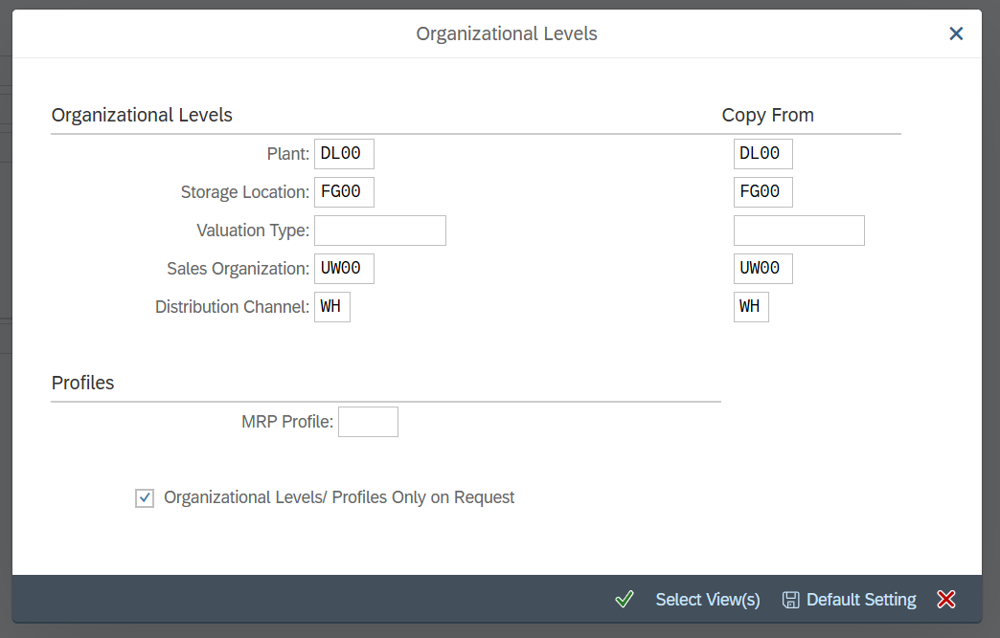 Organizational Levels
Organizational Levels Copy From
Plant: DL00 DL00
Storage Location: FG00 FG00
Valuation Type:
Sales Organization: UW00 UW00
Distribution Channel: WH WH
Profiles
MRP Profile:
Organizational Levels/ Profiles Only on Request
Select View(s) Default Setting